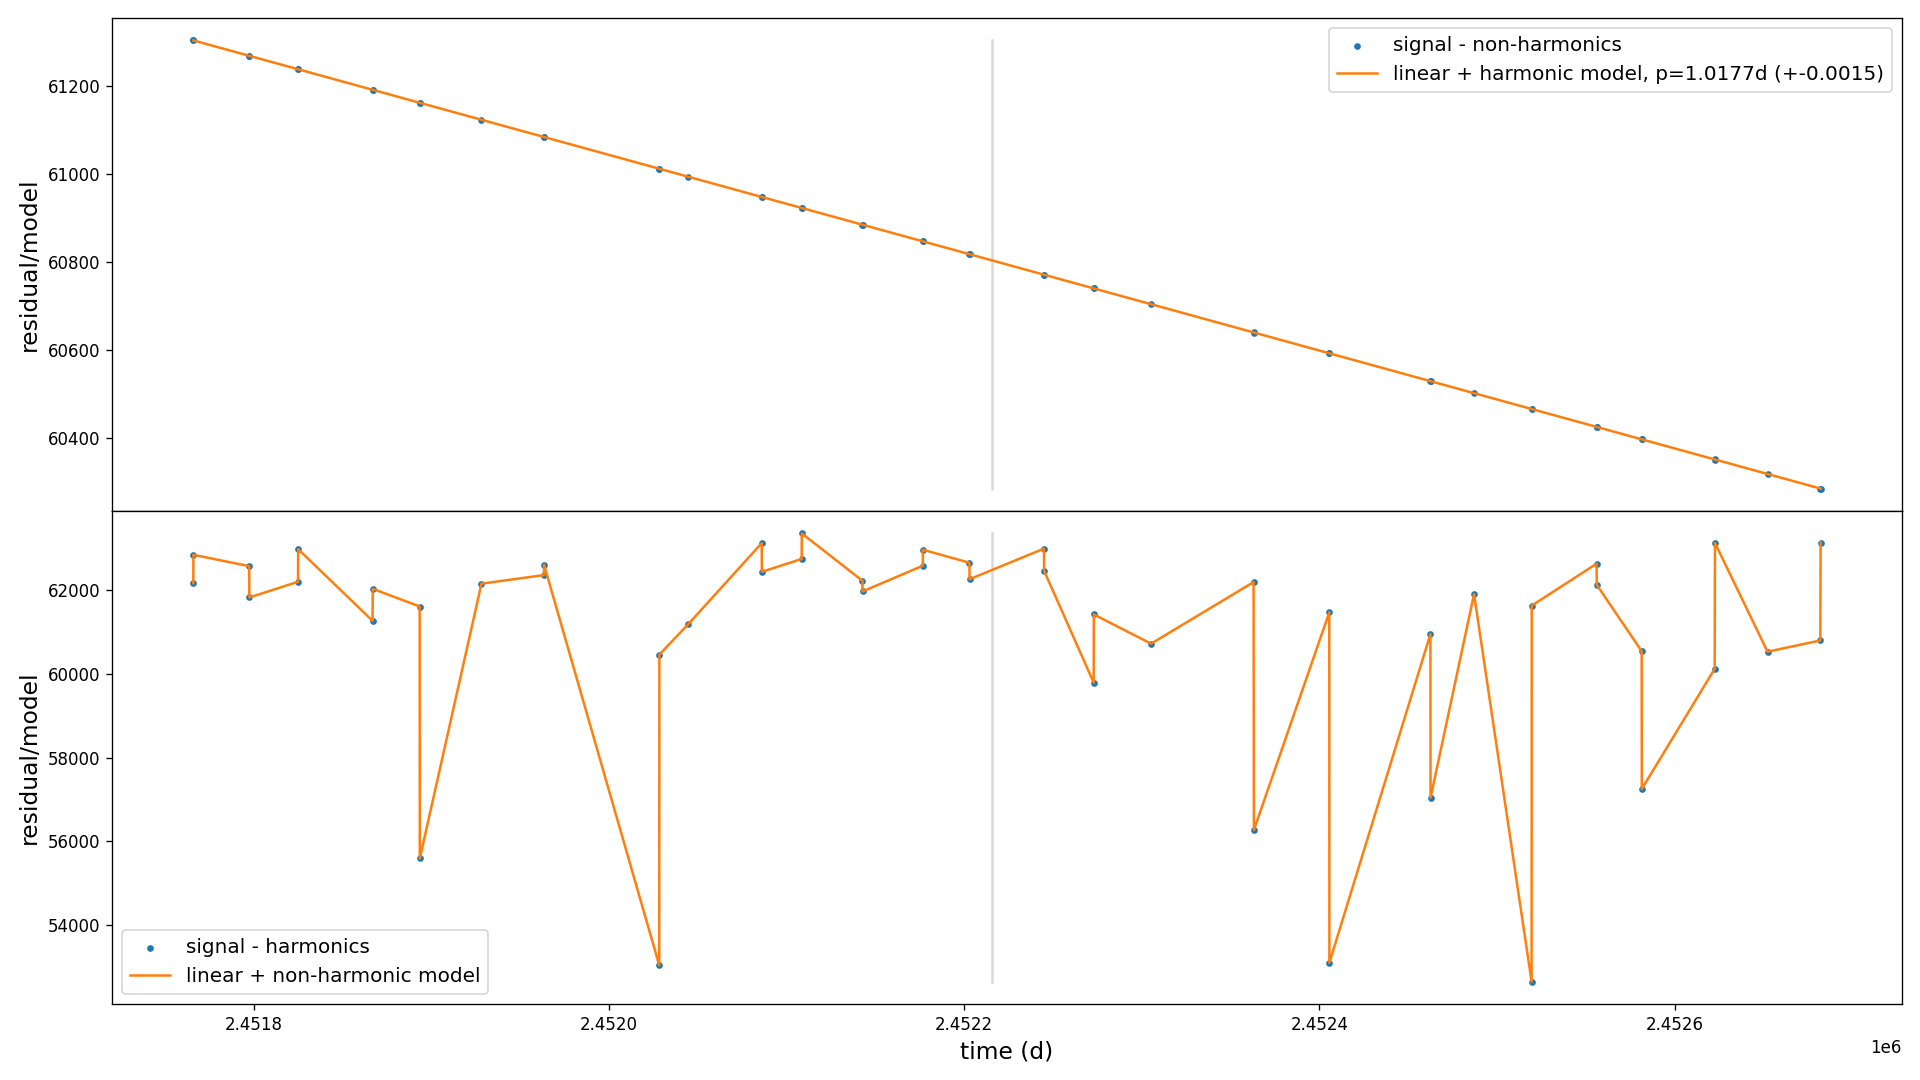 residual/model
61200
61000
60800
60600
60400
signal - non-harmonics
linear + harmonic model, p=1.0177d (+-0.0015)
residual/model
62000
60000
58000
56000
54000
signal - harmonics
linear + non-harmonic model
2.4518
2.4520
2.4522
2.4524
2.4526
1e6
time (d)